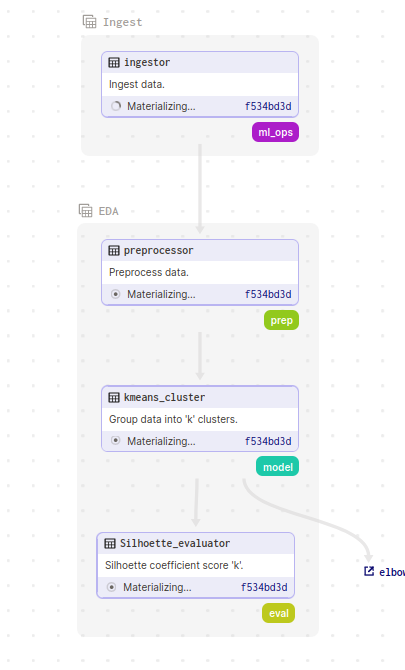 Ingest
ingestor
Ingest data.
Materializing... f534bd3d
ml_ops
EDA
preprocessor
Preprocess data.
Materializing... f534bd3d
prep
kmeans_cluster
Group data into 'k' clusters.
Materializing... f534bd3d
model
Silhoette_evaluator
Silhoette coefficient score 'k'.
elbow
Materializing... f534bd3d
eval